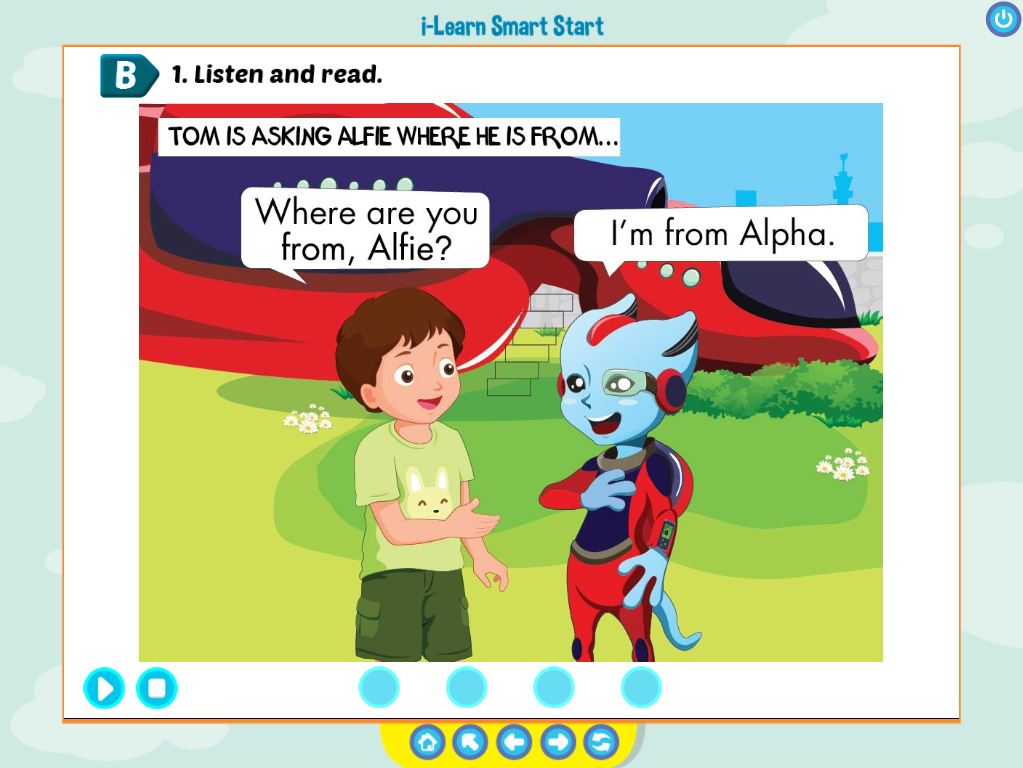 i-Learn Smart Start
B 1. Listen and read.
TOM IS ASKING ALFIE WHERE HE IS FROM...
Where are you
from, Alfie?
I'm from Alpha.